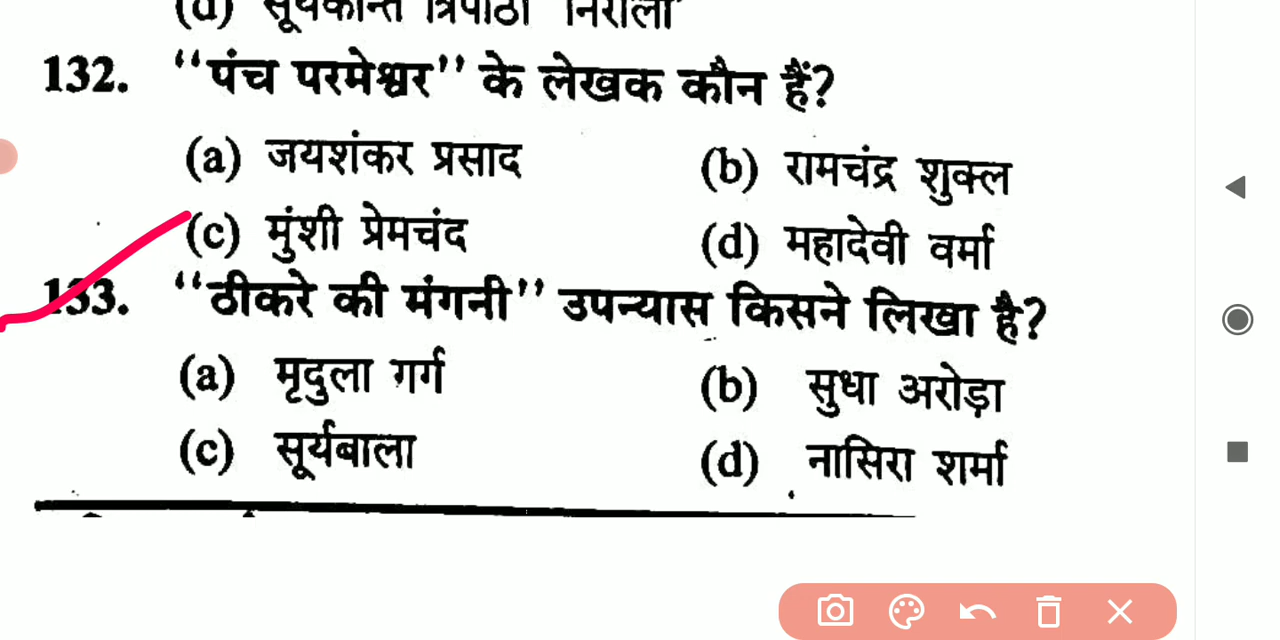 (d) सूर्यकान्त त्रिपाठी 'निराला'
132. "पंच परमेश्वर" के लेखक कौन हैं?
(a) जयशंकर प्रसाद (b) रामचंद्र शुक्ल
(c) मुंशी प्रेमचंद (d) महादेवी वर्मा
133. "ठीकरे की मंगनी" उपन्यास किसने लिखा है?
(a) मृदुला गर्ग (b) सुधा अरोड़ा
(c) सूर्यबाला (d) नासिरा शर्मा